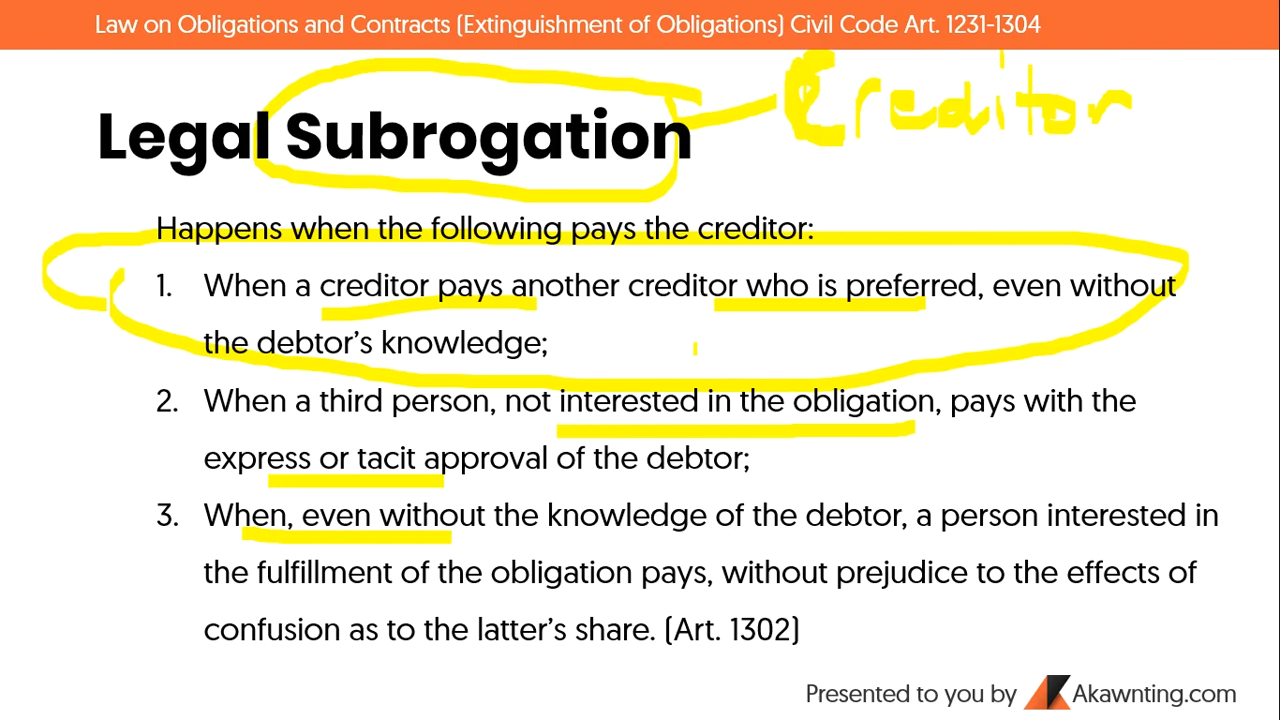 Law on Obligations and Contracts (Extinguishment of Obligations) Civil Code Art. 1231-1304
Legal Subrogation
Creditor
Happens when the following pays the creditor:
1. When a creditor pays another creditor who is preferred, even without
the debtor’s knowledge;
2. When a third person, not interested in the obligation, pays with the
express or tacit approval of the debtor;
3. When, even without the knowledge of the debtor, a person interested in
the fulfillment of the obligation pays, without prejudice to the effects of
confusion as to the latter’s share. (Art. 1302)
Presented to you by Akawnting.com